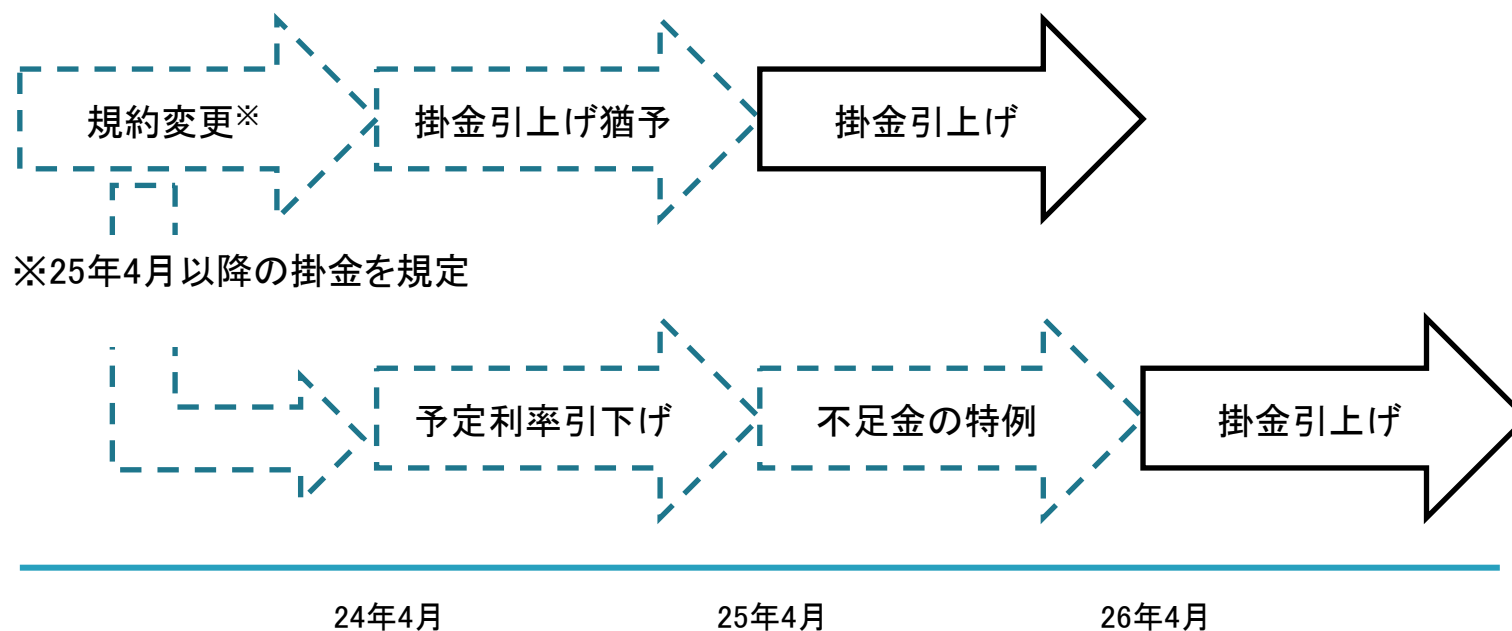 規約変更※
掛金引上げ猶予
掛金引上げ
※25年4月以降の掛金を規定
予定利率引下げ
不足金の特例
掛金引上げ
24年4月
25年4月
26年4月